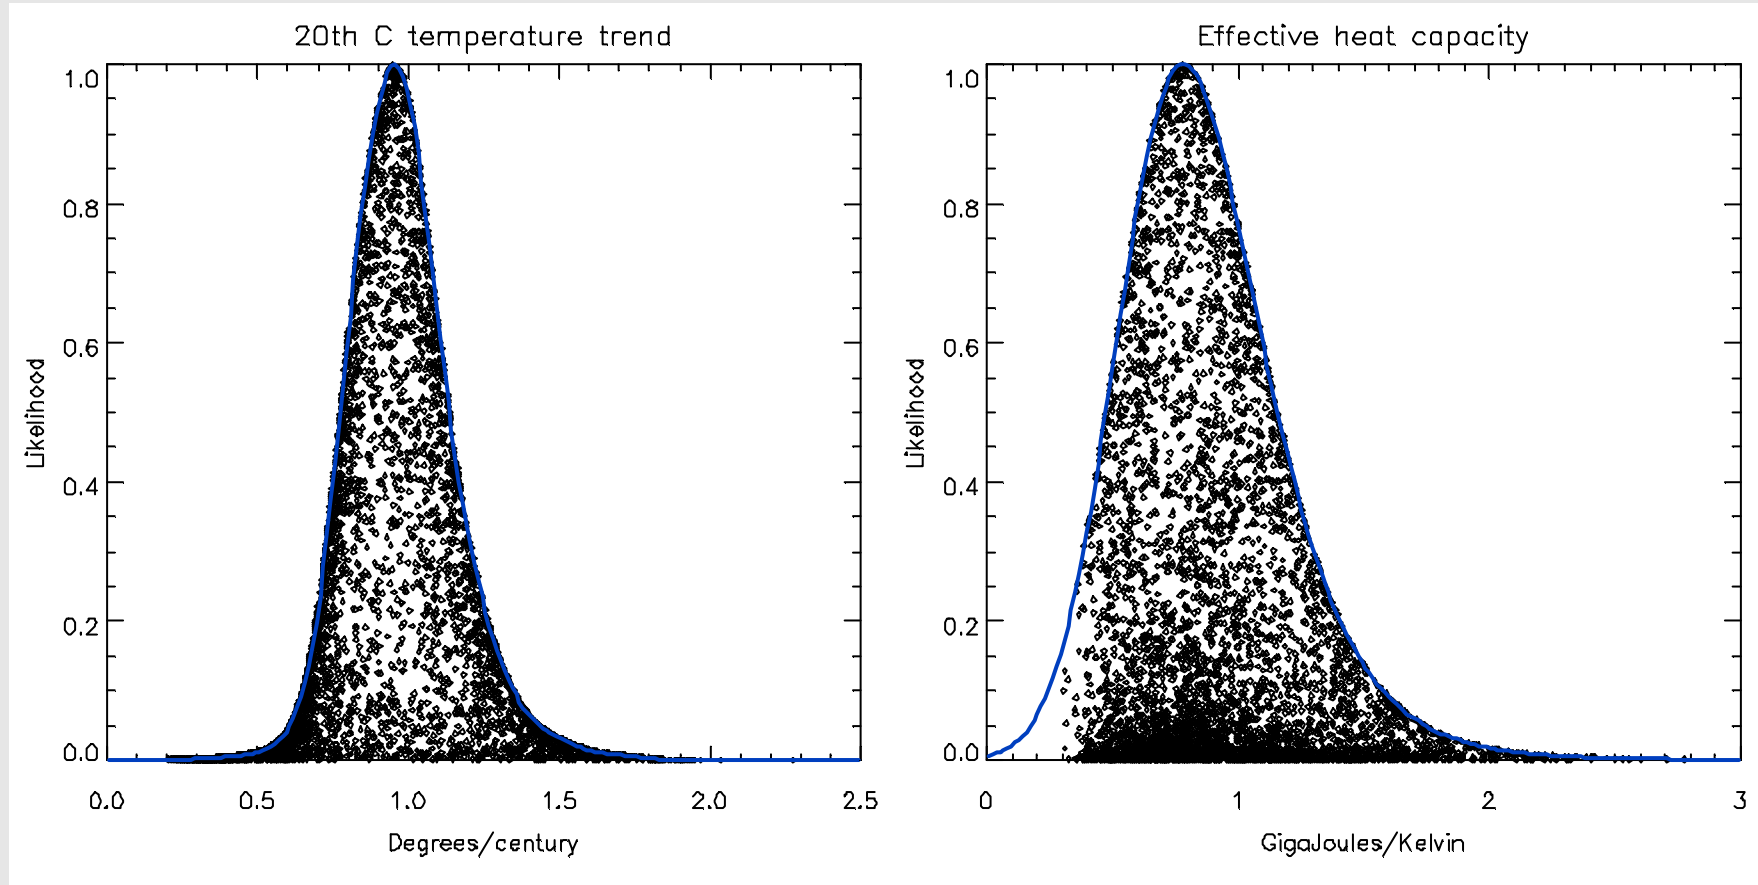 20th C temperature trend
Likelihood
1.0
0.8
0.6
0.4
0.2
0.0
0.0 0.5 1.0 1.5 2.0 2.5
Degrees/century
Effective heat capacity
Likelihood
1.0
0.8
0.6
0.4
0.2
0.0
0 1 2 3
GigaJoules/Kelvin